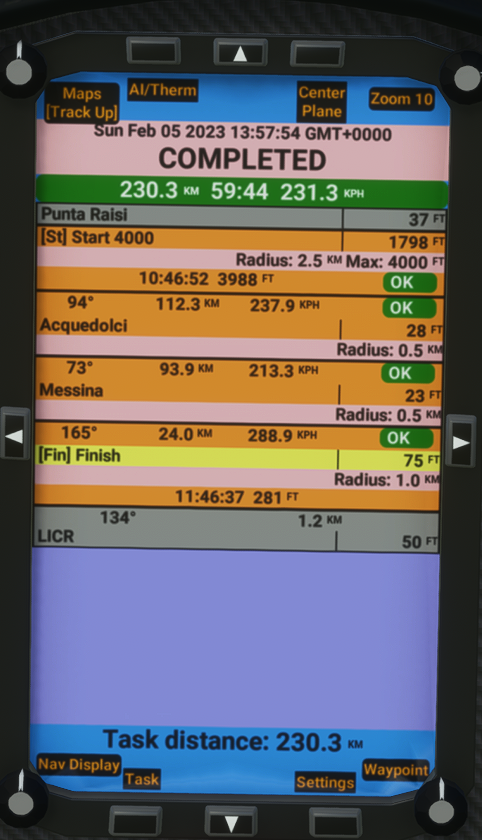 Maps
[Track Up]
AI/Therm
Center
Plane
Zoom 10
Sun Feb 05 2023 13:57:54 GMT+0000
COMPLETED
230.3 KM 59:44 231.3 KPH
Punta Raisi 37 FT
[St] Start 4000 1798 FT
Radius: 2.5 KM Max: 4000 FT
10:46:52 3988 FT OK
94° 112.3 KM 237.9 KPH OK
Acquedolci 28 FT
Radius: 0.5 KM
73° 93.9 KM 213.3 KPH OK
Messina 23 FT
Radius: 0.5 KM
165° 24.0 KM 288.9 KPH OK
[Fin] Finish 75 FT
Radius: 1.0 KM
11:46:37 281 FT
134° 1.2 KM
LICR 50 FT
Task distance: 230.3 KM
Nav Display
Task
Settings
Waypoint